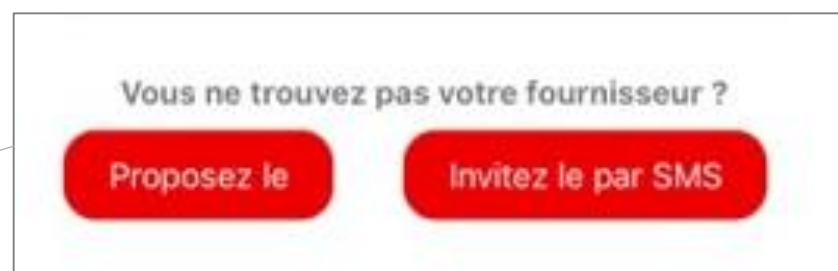 Vous ne trouvez pas votre fournisseur ?
Proposez le
Invitez le par SMS